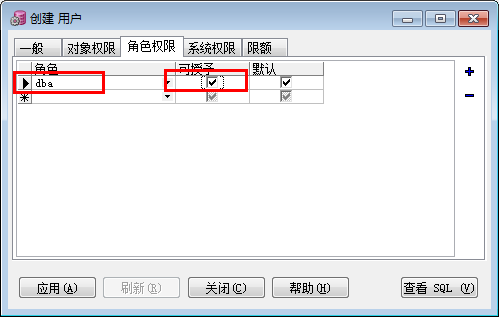 创建 用户
一般 对象权限 角色权限 系统权限 限额
角色 可授予 默认
dba
应用(A) 刷新(R) 关闭(C) 帮助(H) 查看 SQL (V)